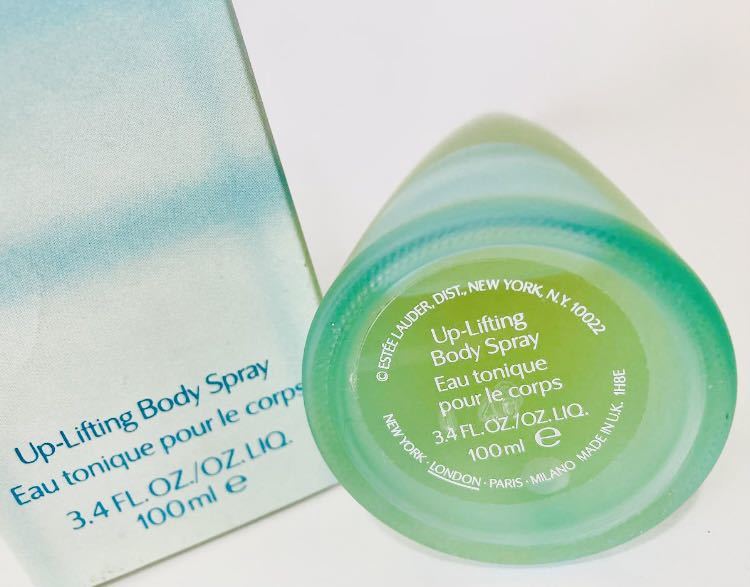 Up-Lifting Body Spray
Eau tonique pour le corps
3.4 FL.OZ./OZ.LIQ.
100ml ℮
© ESTÉE LAUDER, DIST., NEW YORK, N.Y. 10022
Up-Lifting
Body Spray
Eau tonique
pour le corps
3.4 FL.OZ./OZ.LIQ.
100ml ℮
NEW YORK · LONDON · PARIS · MILANO MADE IN U.K. 1H8E